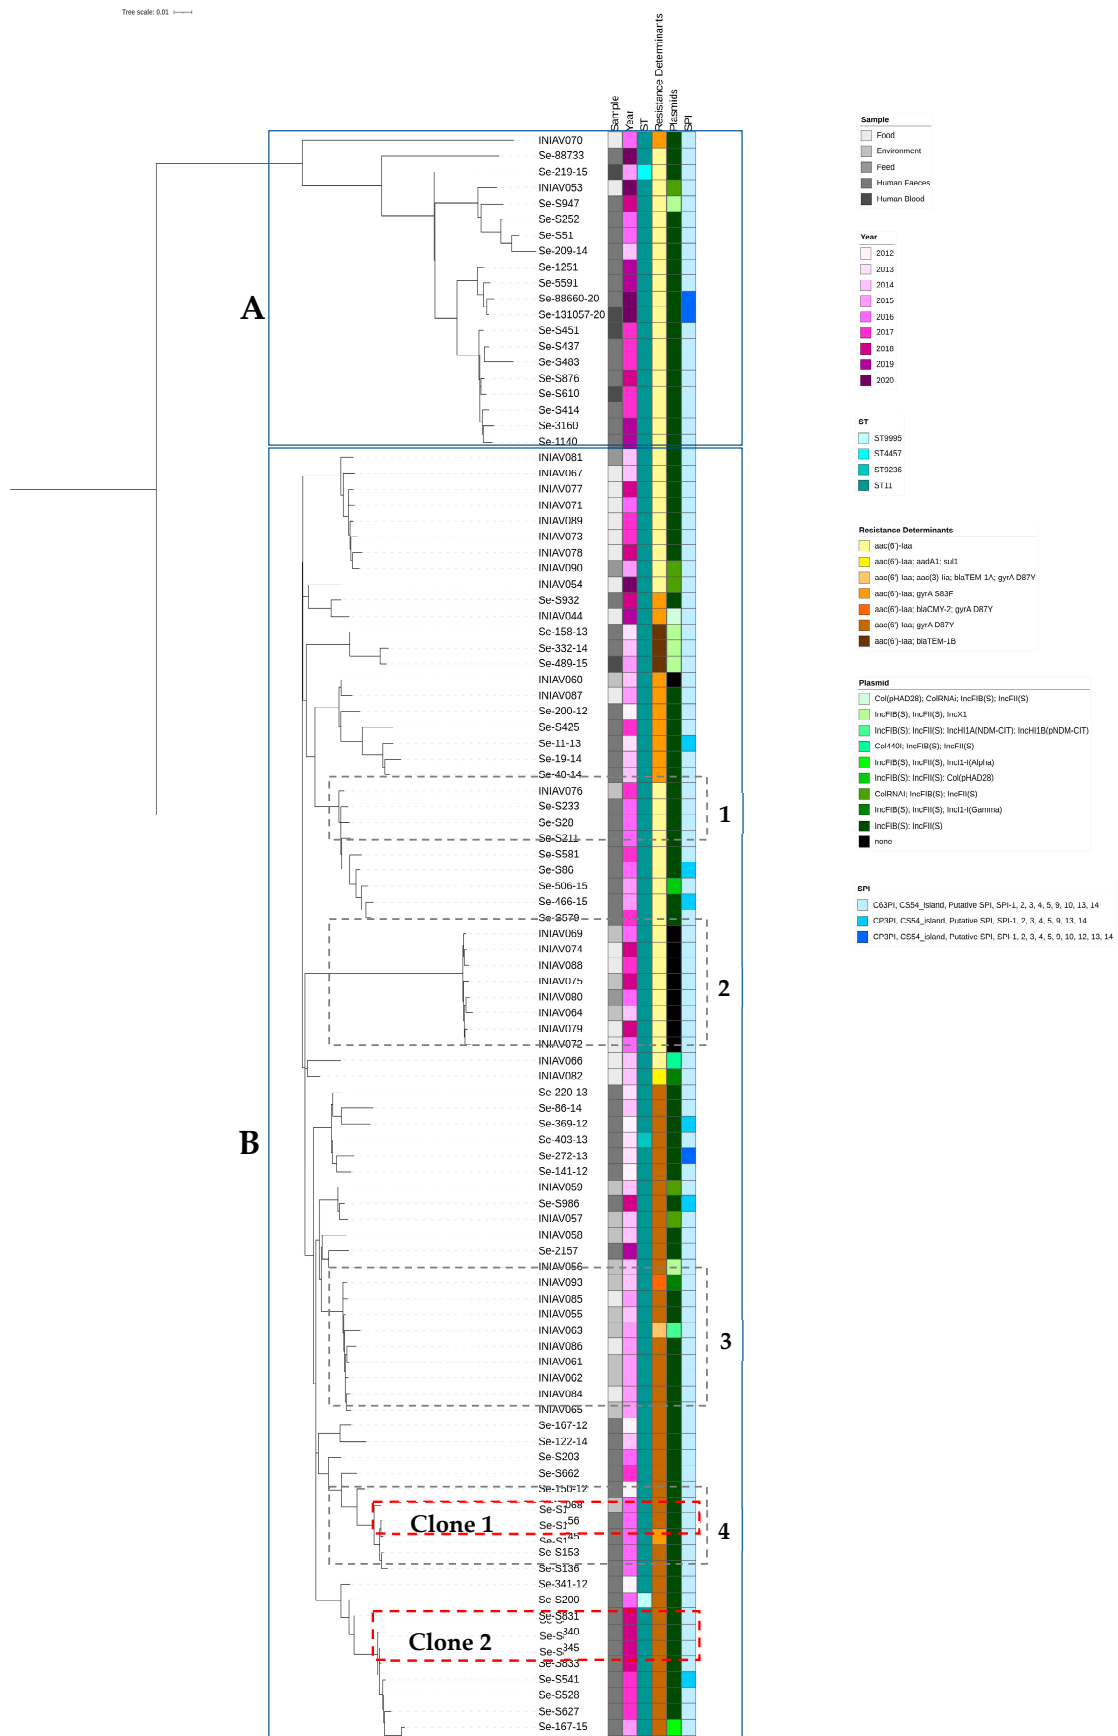 Tree scale: 0.01
Sample
Year
ST
Resistance Determinants
Plasmids
SPI
A
INIAV070
Se-88733
Se-219-15
INIAV053
Se-S947
Se-S252
Se-S51
Se-209-14
Se-1251
Se-5591
Se-88660-20
Se-131057-20
Se-S451
Se-S437
Se-S483
Se-S876
Se-S610
Se-S414
Se-3160
Se-1140
B
INIAV081
INIAV067
INIAV077
INIAV071
INIAV089
INIAV073
INIAV078
INIAV090
INIAV054
Se-S932
INIAV044
Se-158-13
Se-332-14
Se-489-15
INIAV060
INIAV087
Se-200-12
Se-S425
Se-11-13
Se-19-14
Se-40-14
INIAV076
Se-S233
Se-S20
Se-S211
1
Se-S581
Se-S86
Se-506-15
Se-466-15
Se-S579
INIAV069
INIAV074
INIAV088
INIAV075
INIAV080
INIAV064
INIAV079
INIAV072
2
INIAV066
INIAV082
Se-220-13
Se-86-14
Se-369-12
Se-403-13
Se-272-13
Se-141-12
INIAV059
Se-S986
INIAV057
INIAV058
Se-2157
INIAV056
INIAV093
INIAV085
INIAV055
INIAV063
INIAV086
INIAV061
INIAV062
INIAV084
INIAV065
3
Se-167-12
Se-122-14
Se-S203
Se-S662
Se-150-12
Clone 1
Se-S153
Se-S136
4
Se-341-12
Se-S200
Se-S831
Clone 2
Se-S833
Se-S541
Se-S528
Se-S627
Se-167-15
Sample
Food
Environment
Feed
Human Faeces
Human Blood
Year
2012
2013
2014
2015
2016
2017
2018
2019
2020
ST
ST9995
ST4457
ST9236
ST11
Resistance Determinants
aac(6')-Iaa
aac(6')-Iaa; aadA1; sul1
aac(6')-Iaa; aac(3)-Iia; blaTEM-1A; gyrA D87Y
aac(6')-Iaa; gyrA S83F
aac(6')-Iaa; blaCMY-2; gyrA D87Y
aac(6')-Iaa; gyrA D87Y
aac(6')-Iaa; blaTEM-1B
Plasmid
Col(pHAD28); ColRNAi; IncFIB(S); IncFII(S)
IncFIB(S), IncFII(S), IncX1
IncFIB(S); IncFII(S); IncHI1A(NDM-CIT); IncHI1B(pNDM-CIT)
Col440I; IncFIB(S); IncFII(S)
IncFIB(S), IncFII(S), IncI1-I(Alpha)
IncFIB(S); IncFII(S); Col(pHAD28)
ColRNAI; IncFIB(S); IncFII(S)
IncFIB(S), IncFII(S), IncI1-I(Gamma)
IncFIB(S); IncFII(S)
none
SPI
C63PI, CS54_island, Putative SPI, SPI-1, 2, 3, 4, 5, 9, 10, 13, 14
CP3PI, CS54_island, Putative SPI, SPI-1, 2, 3, 4, 5, 9, 13, 14
CP3PI, CS54_island, Putative SPI, SPI-1, 2, 3, 4, 5, 9, 10, 12, 13, 14